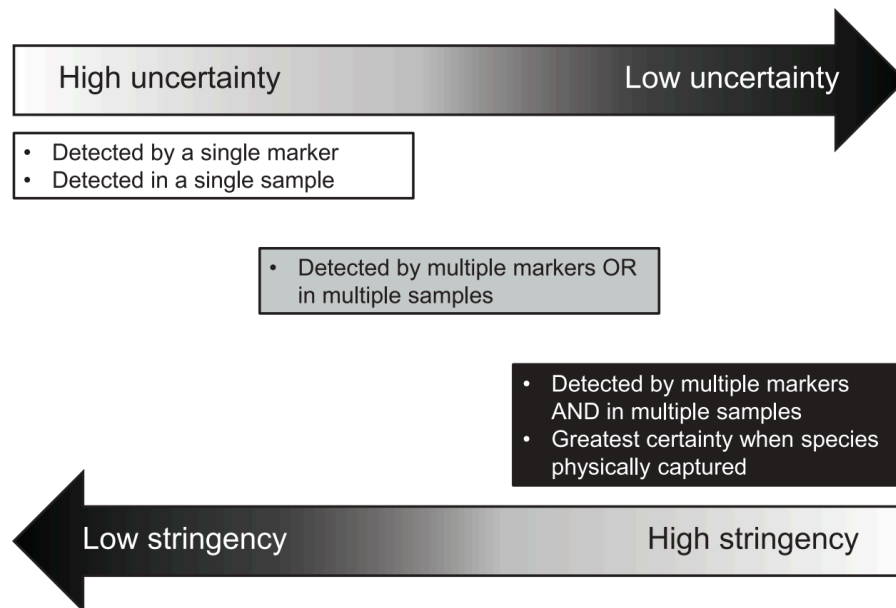 High uncertainty
Low uncertainty
• Detected by a single marker
• Detected in a single sample
• Detected by multiple markers OR
in multiple samples
• Detected by multiple markers
AND in multiple samples
• Greatest certainty when species
physically captured
Low stringency
High stringency